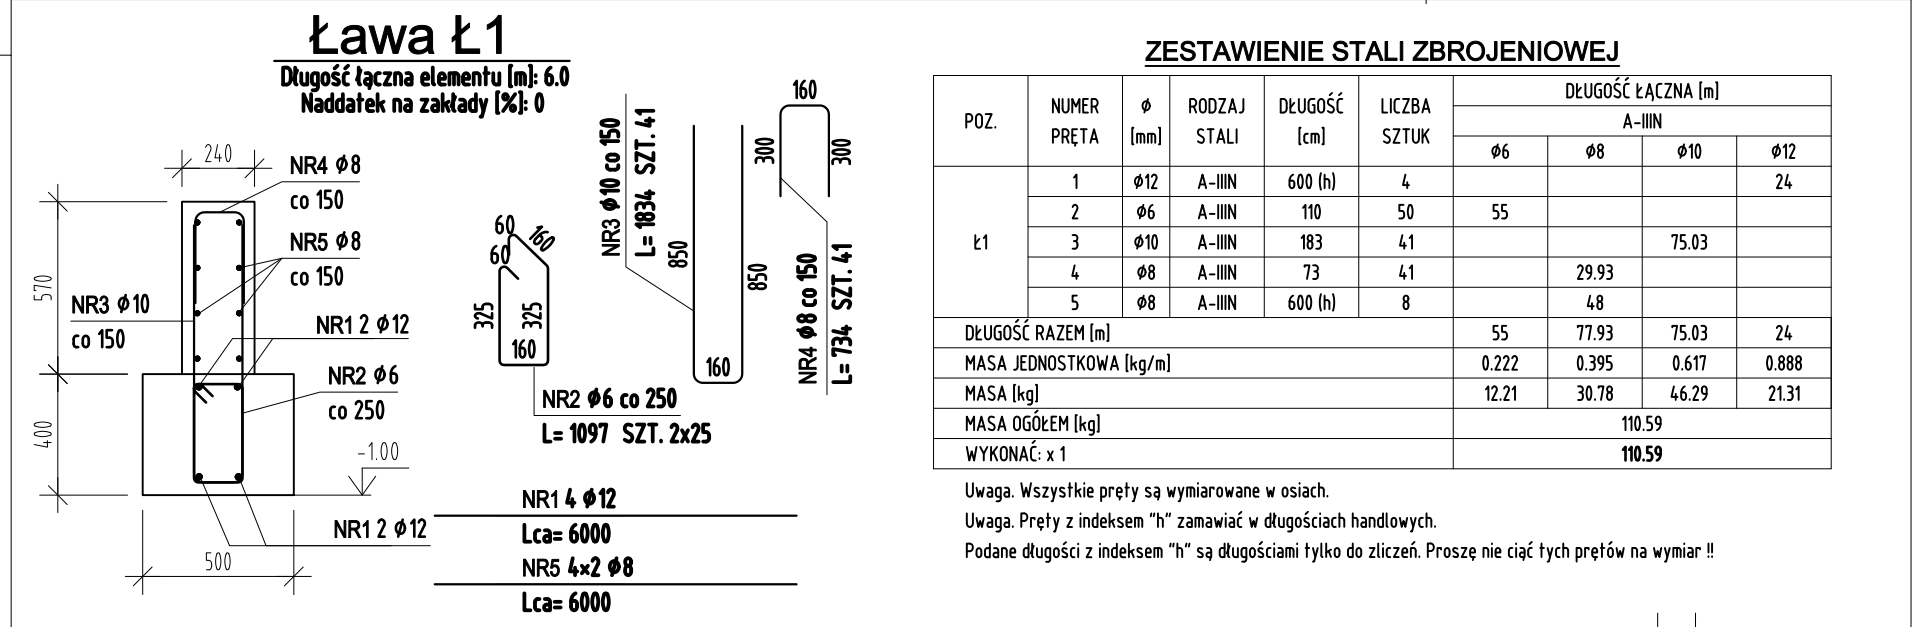 Ława Ł1
Długość łączna elementu [m]: 6.0
Naddatek na zakłady [%]: 0
240
NR4 ϕ8
co 150
NR5 ϕ8
co 150
570
NR3 ϕ10
co 150
NR1 2 ϕ12
NR2 ϕ6
co 250
400
-1.00
NR1 2 ϕ12
500
60
60
160
325
325
160
NR2 ϕ6 co 250
L= 1097 SZT. 2x25
NR3 ϕ10 co 150
L= 1834 SZT. 41
850
850
160
160
300
300
NR4 ϕ8 co 150
L= 734 SZT. 41
NR1 4 ϕ12
Lca= 6000
NR5 4x2 ϕ8
Lca= 6000
ZESTAWIENIE STALI ZBROJENIOWEJ
POZ. NUMER PRĘTA ϕ [mm] RODZAJ STALI DŁUGOŚĆ [cm] LICZBA SZTUK DŁUGOŚĆ ŁĄCZNA [m]
A-IIIN
ϕ6 ϕ8 ϕ10 ϕ12
Ł1
1 ϕ12 A-IIIN 600 (h) 4 24
2 ϕ6 A-IIIN 110 50 55
3 ϕ10 A-IIIN 183 41 75.03
4 ϕ8 A-IIIN 73 41 29.93
5 ϕ8 A-IIIN 600 (h) 8 48
DŁUGOŚĆ RAZEM [m] 55 77.93 75.03 24
MASA JEDNOSTKOWA [kg/m] 0.222 0.395 0.617 0.888
MASA [kg] 12.21 30.78 46.29 21.31
MASA OGÓŁEM [kg] 110.59
WYKONAĆ: x 1 110.59
Uwaga. Wszystkie pręty są wymiarowane w osiach.
Uwaga. Pręty z indeksem "h" zamawiać w długościach handlowych.
Podane długości z indeksem "h" są długościami tylko do zliczeń. Proszę nie ciąć tych prętów na wymiar !!